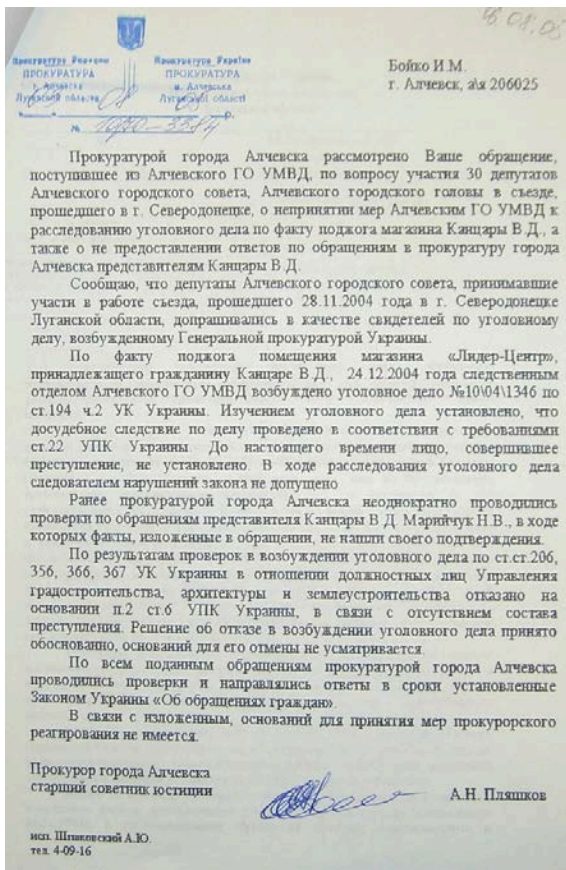 16.08.05
Прокуратура України
ПРОКУРАТУРА
г. Алчевска
Луганской области
Прокуратура України
ПРОКУРАТУРА
м. Алчевська
Луганської області
№ 1070-3384
р.
Бойко И.М.
г. Алчевск, а\я 206025
Прокуратурой города Алчевска рассмотрено Ваше обращение,
поступившее из Алчевского ГО УМВД, по вопросу участия 30 депутатов
Алчевского городского совета, Алчевского городского головы в съезде,
прошедшего в г. Северодонецке, о непринятии мер Алчевским ГО УМВД к
расследованию уголовного дела по факту поджога магазина Канцары В.Д., а
также о не предоставлении ответов по обращениям в прокуратуру города
Алчевска представителям Канцары В.Д.
Сообщаю, что депутаты Алчевского городского совета, принимавшие
участи в работе съезда, прошедшего 28.11.2004 года в г. Северодонецке
Луганской области, допрашивались в качестве свидетелей по уголовному
делу, возбужденному Генеральной прокуратурой Украины.
По факту поджога помещения магазина «Лидер-Центр»,
принадлежащего гражданину Канцаре В.Д., 24.12.2004 года следственным
отделом Алчевского ГО УМВД возбуждено уголовное дело №10\04\1346 по
ст.194 ч.2 УК Украины. Изучением уголовного дела установлено, что
досудебное следствие по делу проведено в соответствии с требованиями
ст.22 УПК Украины. До настоящего времени лицо, совершившее
преступление, не установлено. В ходе расследования уголовного дела
следователем нарушений закона не допущено
Ранее прокуратурой города Алчевска неоднократно проводились
проверки по обращениям представителя Канцары В.Д. Марийчук Н.В., в ходе
которых факты, изложенные в обращении, не нашли своего подтверждения.
По результатам проверок в возбуждении уголовного дела по ст.ст.206,
356, 366, 367 УК Украины в отношении должностных лиц Управления
градостроительства, архитектуры и землеустроительства отказано на
основании п.2 ст.6 УПК Украины, в связи с отсутствием состава
преступления. Решение об отказе в возбуждении уголовного дела принято
обоснованно, оснований для его отмены не усматривается.
По всем поданным обращениям прокуратурой города Алчевска
проводились проверки и направлялись ответы в сроки установленные
Законом Украины «Об обращениях граждан».
В связи с изложенным, оснований для принятия мер прокурорского
реагирования не имеется.
Прокурор города Алчевска
старший советник юстиции
А.Н. Пляшков
исп. Шпаковский А.Ю.
тел. 4-09-16